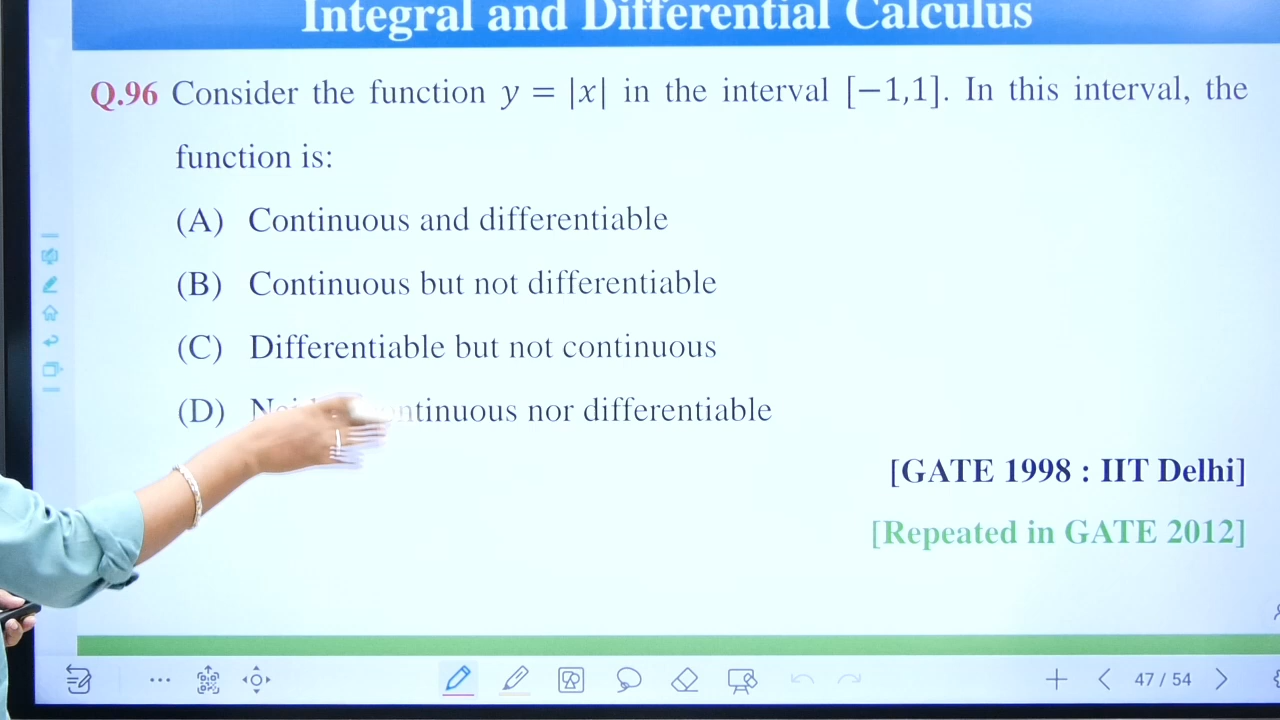 Integral and Differential Calculus
Q.96 Consider the function y = |x| in the interval [−1,1]. In this interval, the
function is:
(A) Continuous and differentiable
(B) Continuous but not differentiable
(C) Differentiable but not continuous
(D) nor differentiable
[GATE 1998 : IIT Delhi]
[Repeated in GATE 2012]
47 / 54